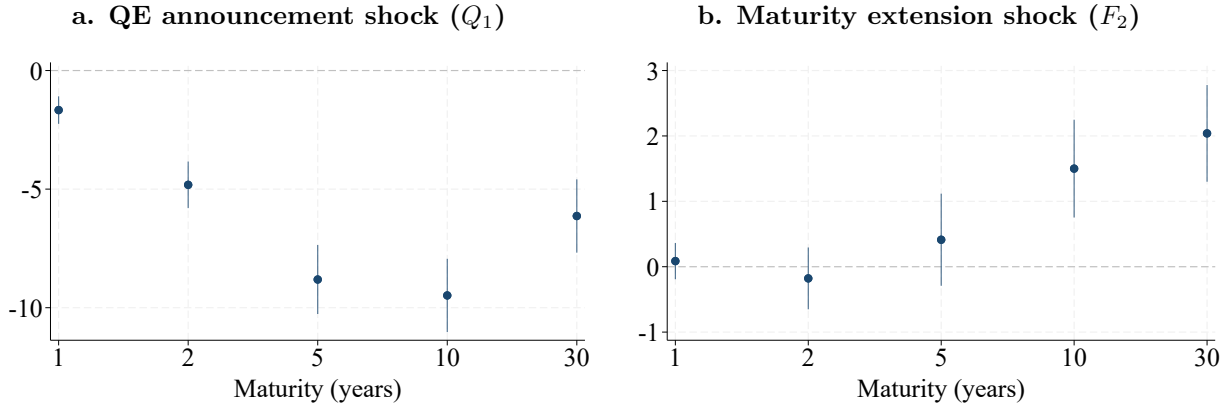 a. QE announcement shock (Q1)
0
-5
-10
1 2 5 10 30
Maturity (years)
b. Maturity extension shock (F2)
3
2
1
0
-1
1 2 5 10 30
Maturity (years)